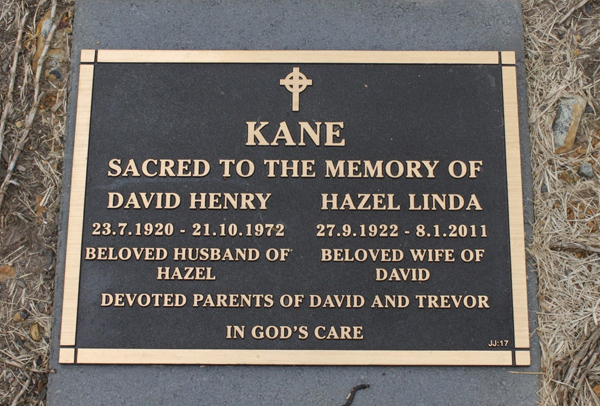 KANE
SACRED TO THE MEMORY OF
DAVID HENRY HAZEL LINDA
23.7.1920 - 21.10.1972 27.9.1922 - 8.1.2011
BELOVED HUSBAND OF BELOVED WIFE OF
HAZEL DAVID
DEVOTED PARENTS OF DAVID AND TREVOR
IN GOD'S CARE
JJ:17